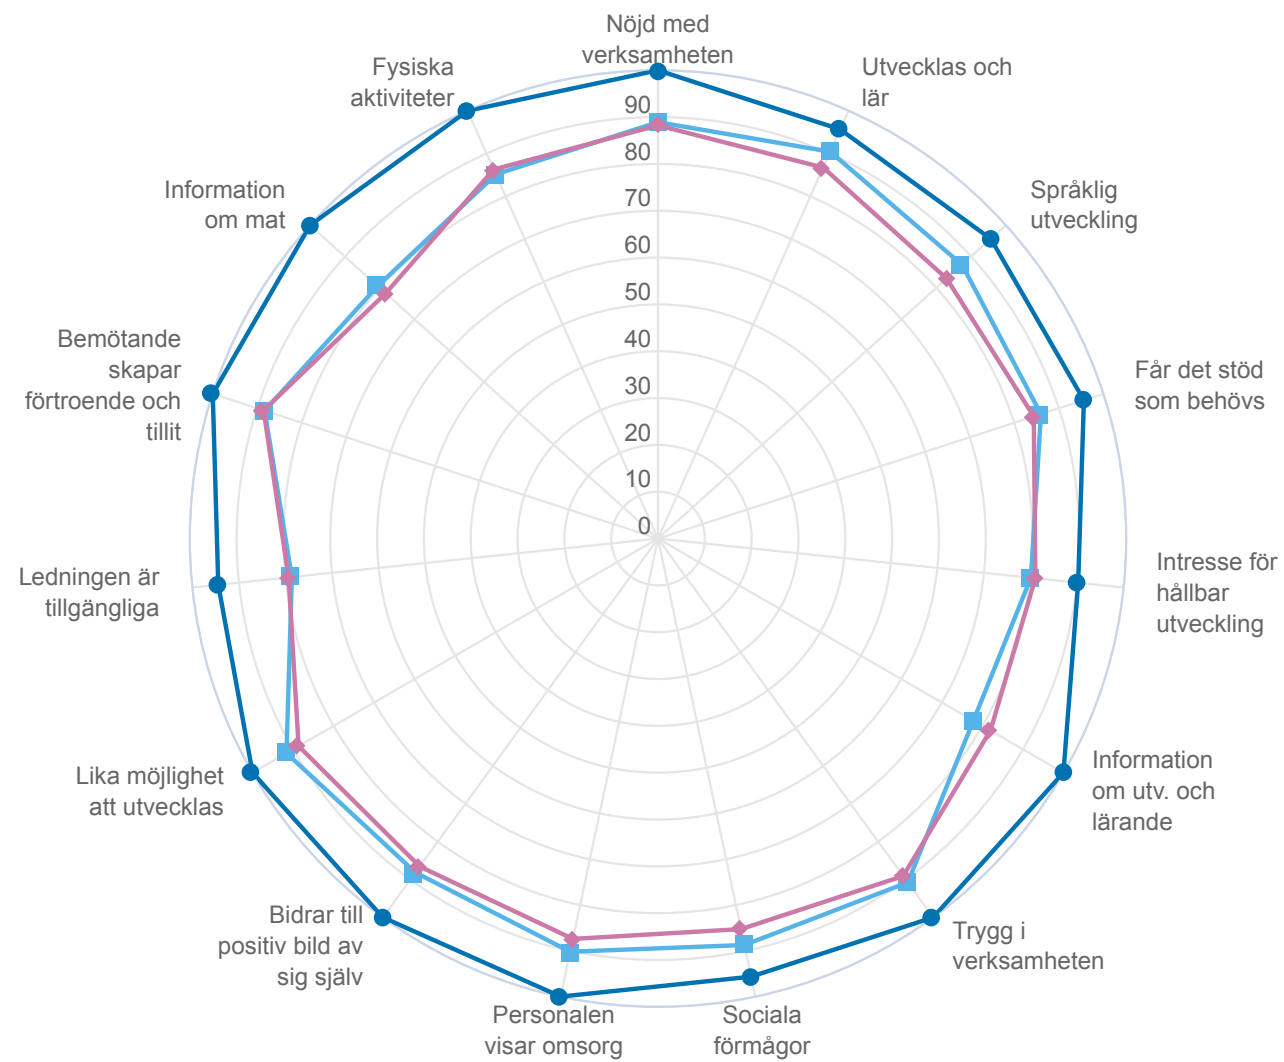 Nöjd med
verksamheten
Utvecklas och
lär
Språklig
utveckling
Får det stöd
som behövs
Intresse för
hållbar
utveckling
Information
om utv. och
lärande
Trygg i
verksamheten
Sociala
förmågor
Personalen
visar omsorg
Bidrar till
positiv bild av
sig själv
Lika möjlighet
att utvecklas
Ledningen är
tillgängliga
Bemötande
skapar
förtroende och
tillit
Information
om mat
Fysiska
aktiviteter
90
80
70
60
50
40
30
20
10
0